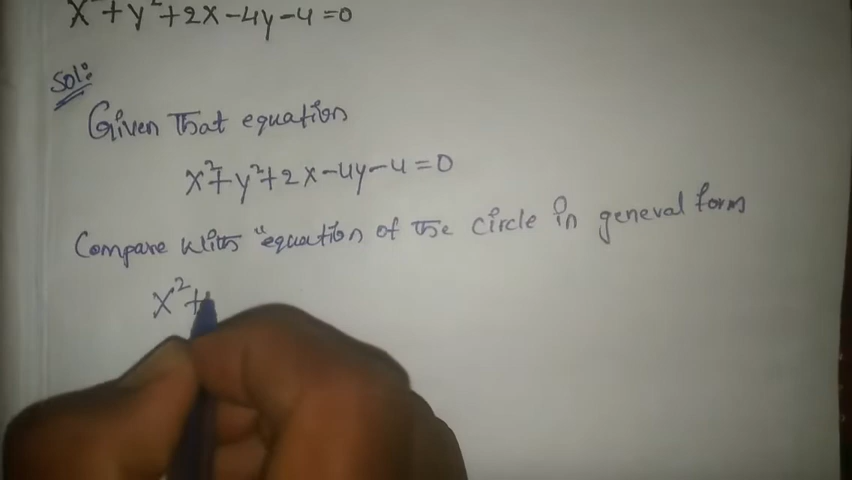 x²+y²+2x-4y-4=0
Sol:
Given that equation
x²+y²+2x-4y-4=0
Compare with "equation of the circle in general form
x²+